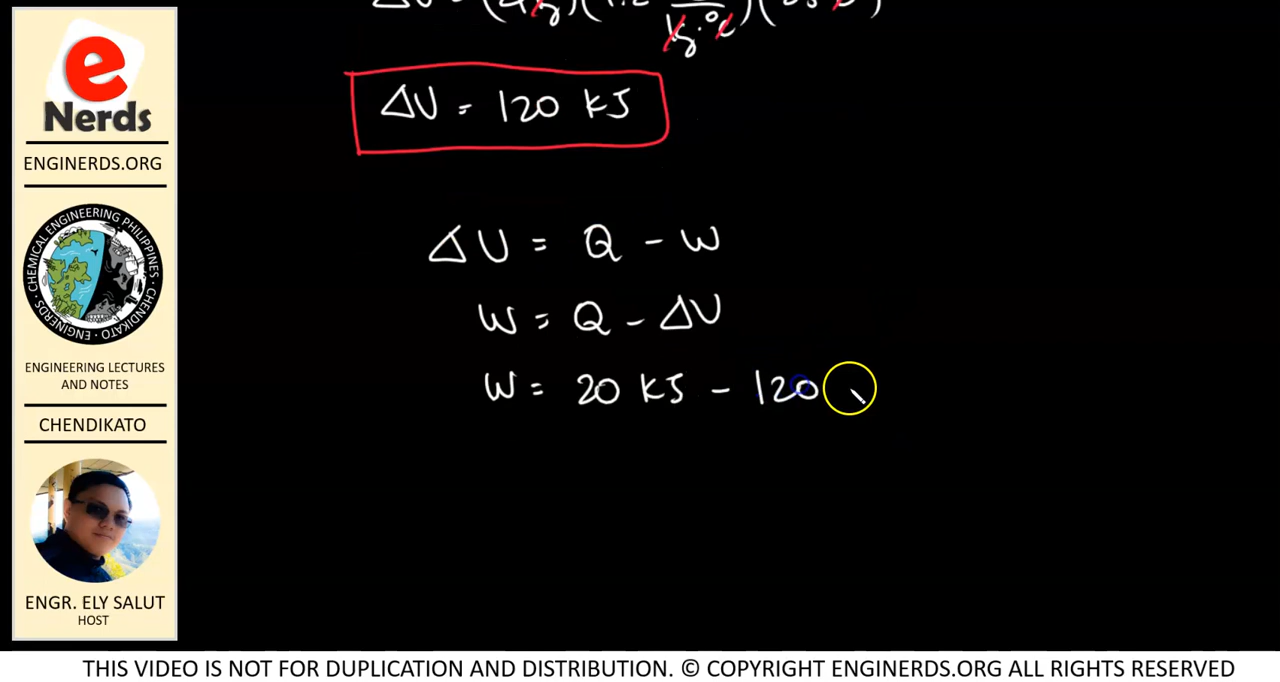 ΔU = 120 KJ
ΔU = Q - W
W = Q - ΔU
W = 20 KJ - 120
e
Nerds
ENGINERDS.ORG
CHEMICAL ENGINEERING PHILIPPINES
CHENDIKATO • ENGINERDS
ENGINEERING LECTURES
AND NOTES
CHENDIKATO
ENGR. ELY SALUT
HOST
THIS VIDEO IS NOT FOR DUPLICATION AND DISTRIBUTION. © COPYRIGHT ENGINERDS.ORG ALL RIGHTS RESERVED